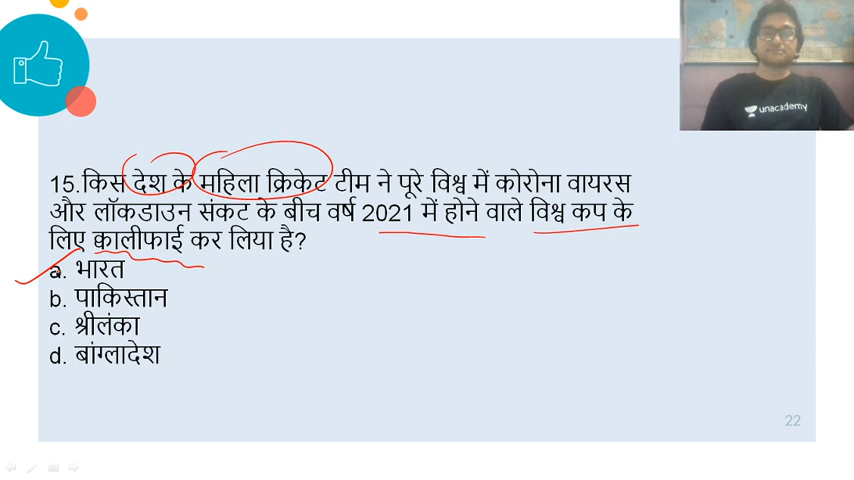 unacademy
15.किस देश के महिला क्रिकेट टीम ने पूरे विश्व में कोरोना वायरस
और लॉकडाउन संकट के बीच वर्ष 2021 में होने वाले विश्व कप के
लिए क्वालीफाई कर लिया है?
a. भारत
b. पाकिस्तान
c. श्रीलंका
d. बांग्लादेश
22